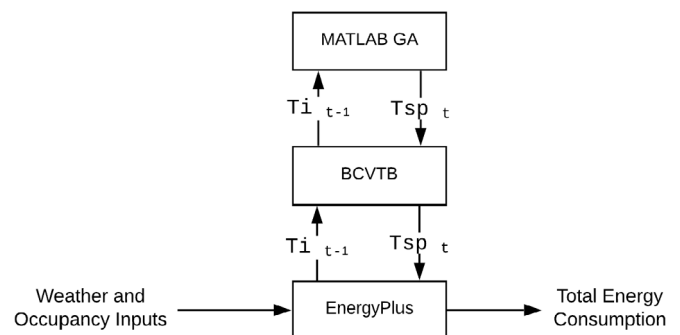 MATLAB GA
Ti t-1 Tsp t
BCVTB
Ti t-1 Tsp t
Weather and
Occupancy Inputs
EnergyPlus
Total Energy
Consumption